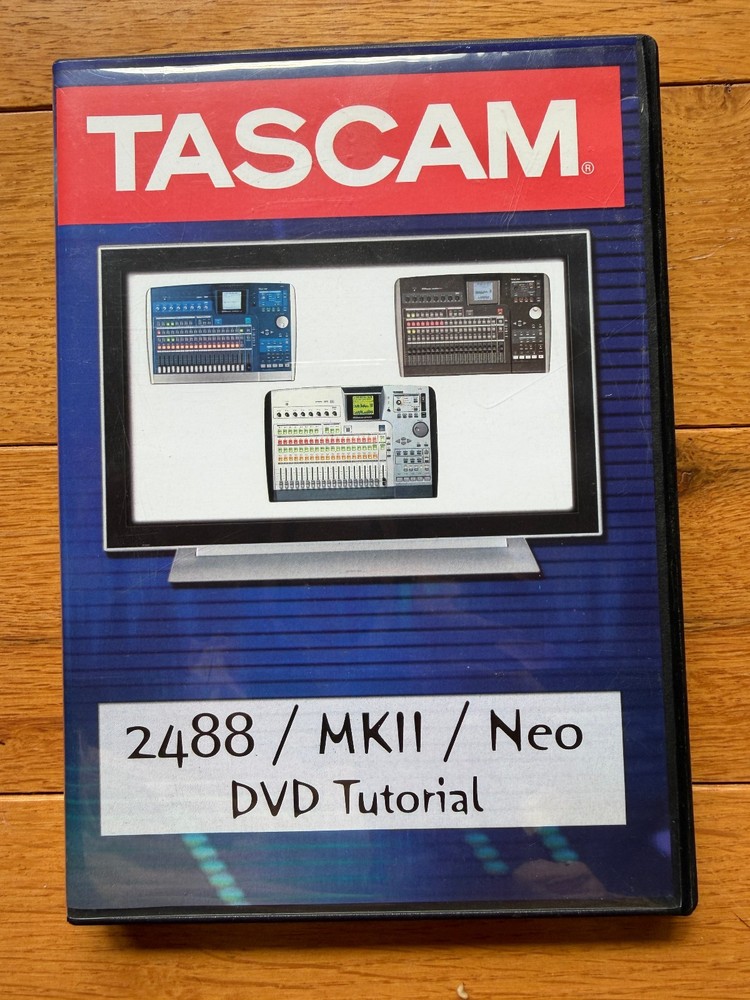 TASCAM®
2488 / MKII / Neo
DVD Tutorial